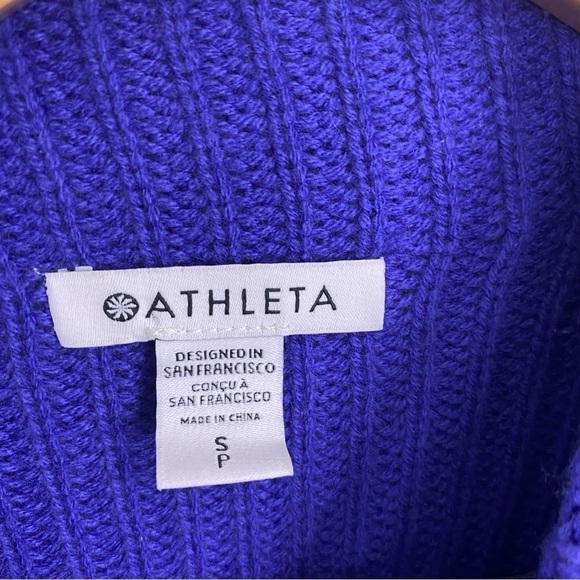 ATHLETA
DESIGNED IN
SAN FRANCISCO
CONÇU À
SAN FRANCISCO
MADE IN CHINA
S
P